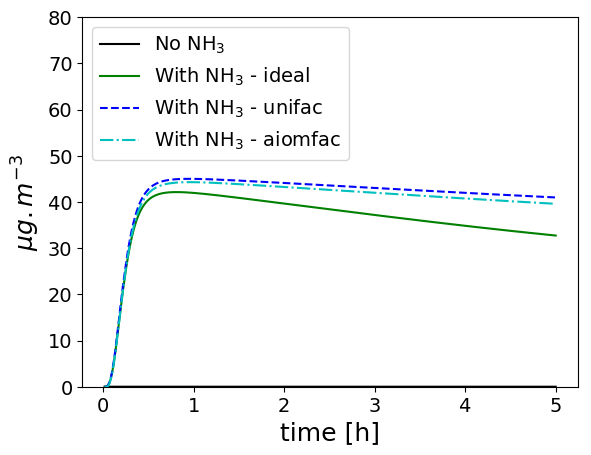 80
70
60
50
40
30
20
10
0
μg.m⁻³
No NH₃
With NH₃ - ideal
With NH₃ - unifac
With NH₃ - aiomfac
0 1 2 3 4 5
time [h]